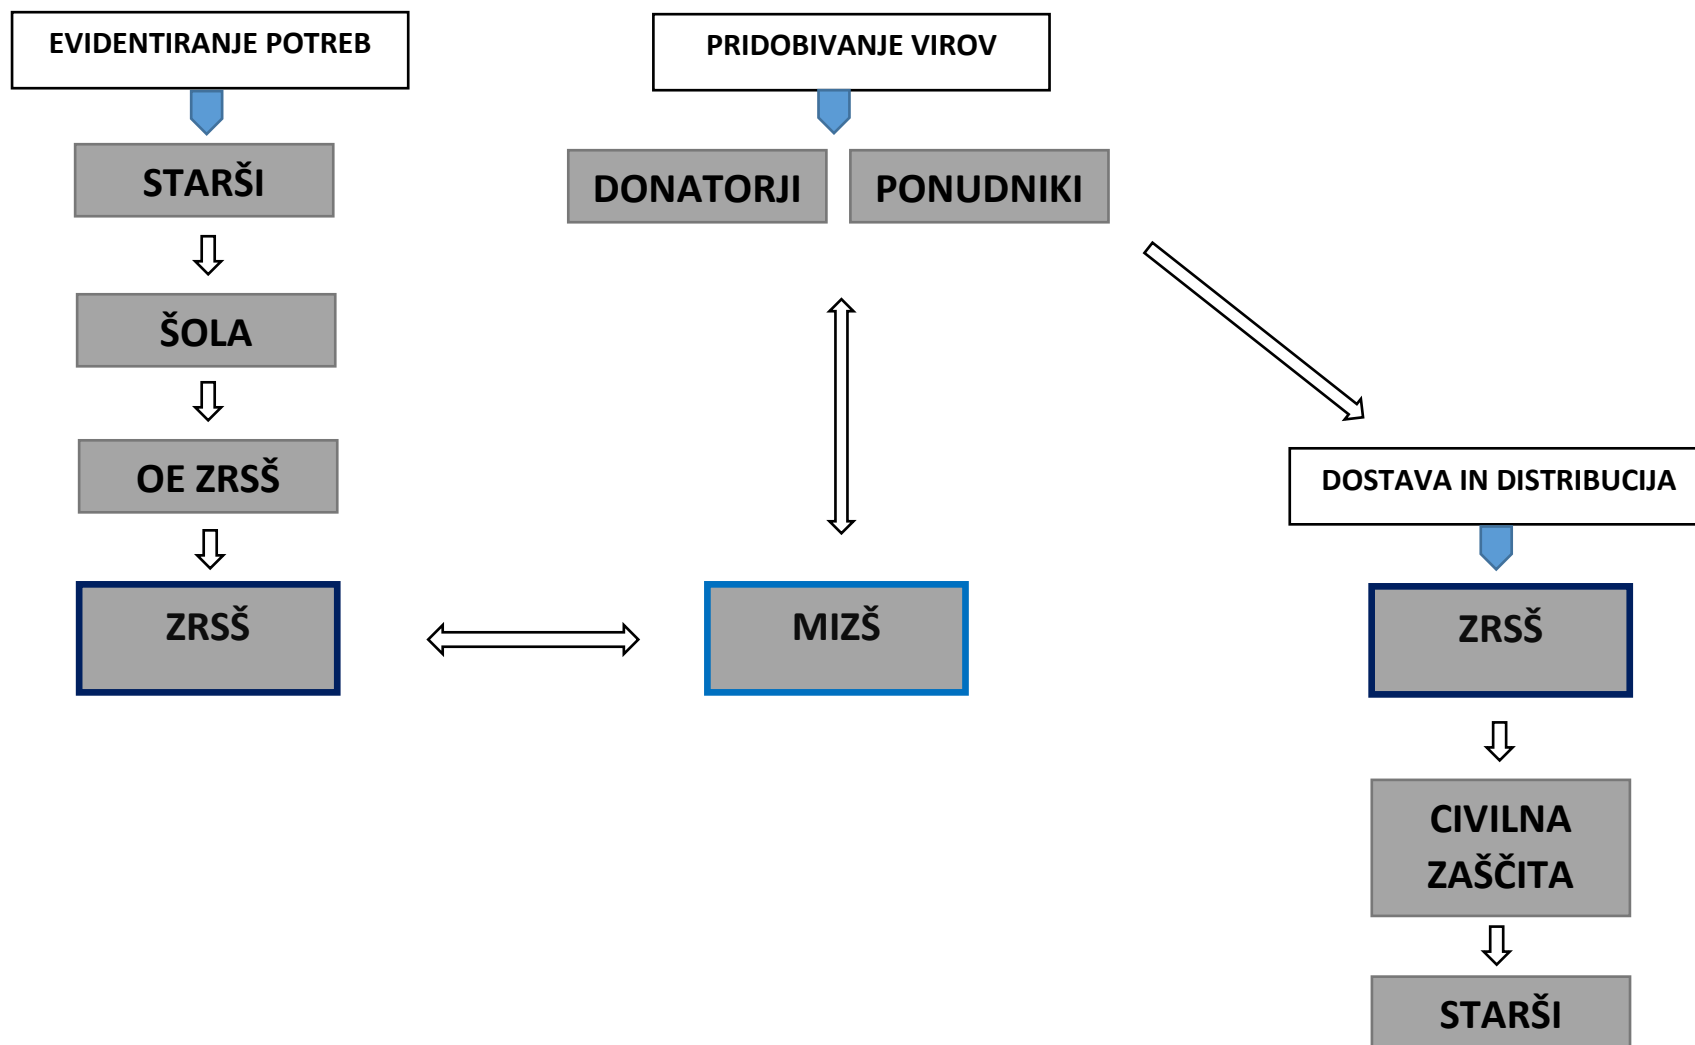 EVIDENTIRANJE POTREB
STARŠI
ŠOLA
OE ZRSŠ
ZRSŠ
PRIDOBIVANJE VIROV
DONATORJI
PONUDNIKI
MIZŠ
DOSTAVA IN DISTRIBUCIJA
ZRSŠ
CIVILNA
ZAŠČITA
STARŠI